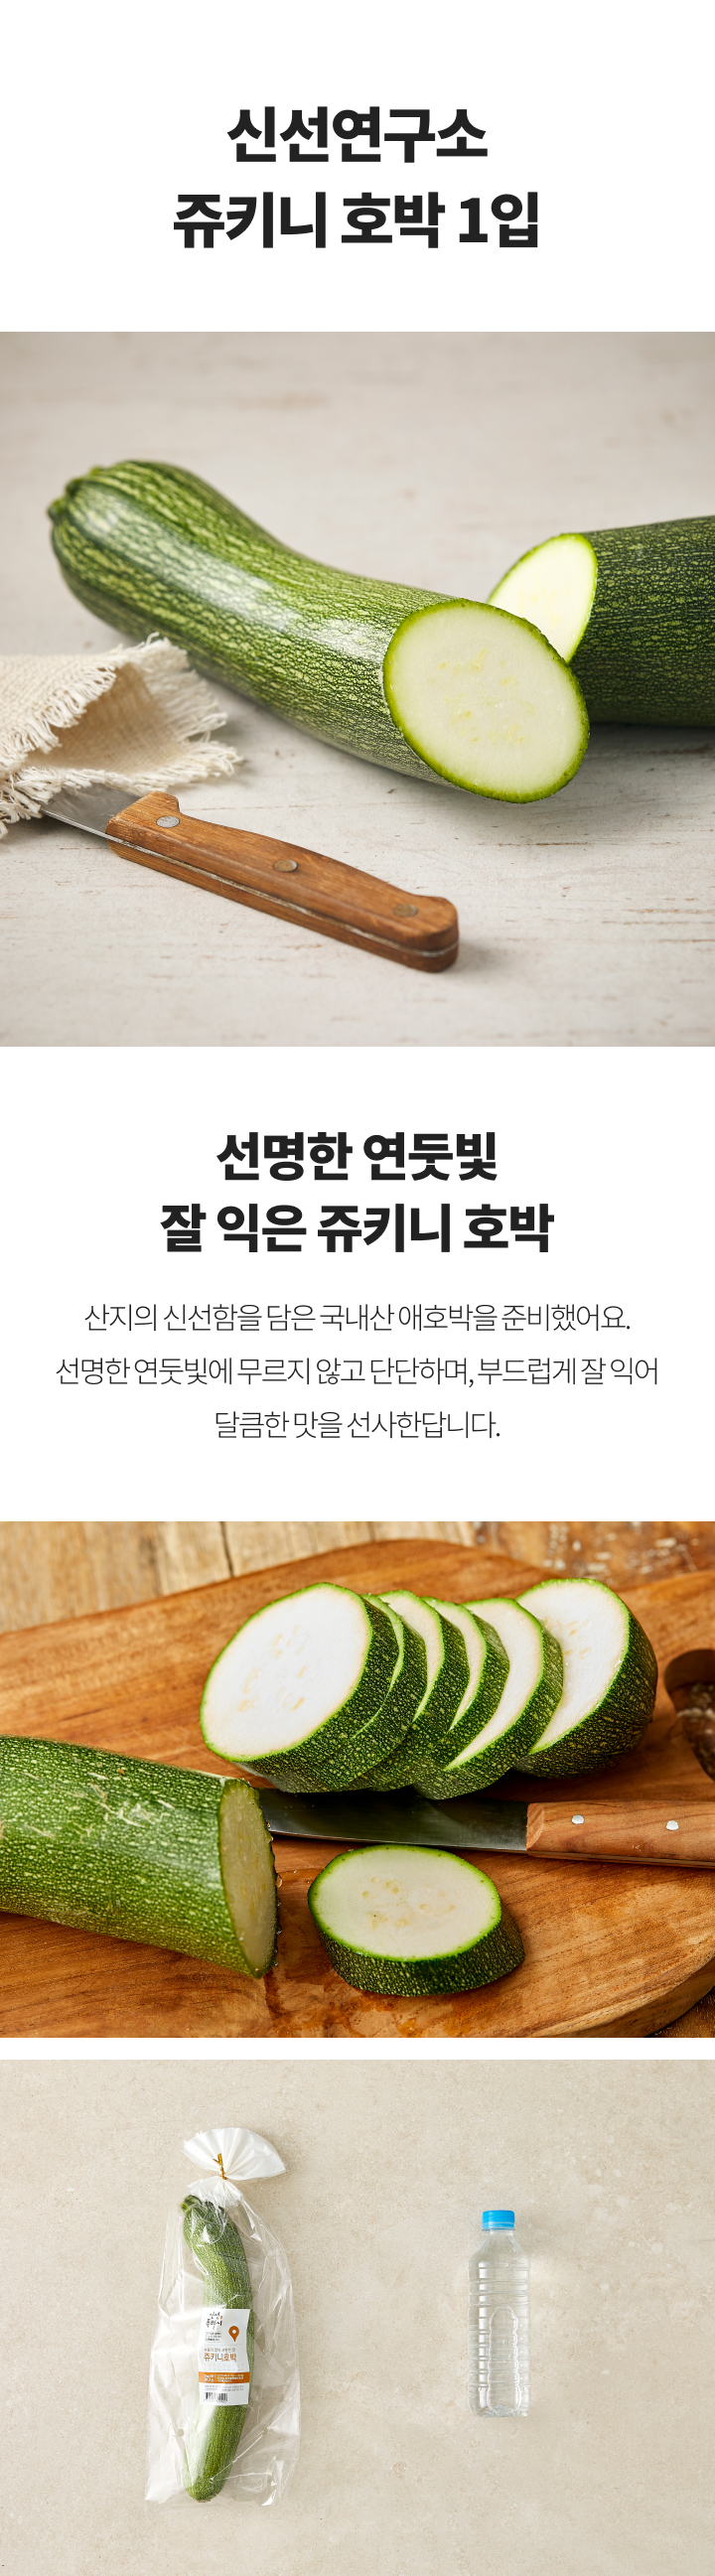 신선연구소
쥬키니 호박 1입
선명한 연둣빛
잘 익은 쥬키니 호박
산지의 신선함을 담은 국내산 애호박을 준비했어요.
선명한 연둣빛에 무르지 않고 단단하며, 부드럽게 잘 익어
달콤한 맛을 선사한답니다.
쥬키니호박